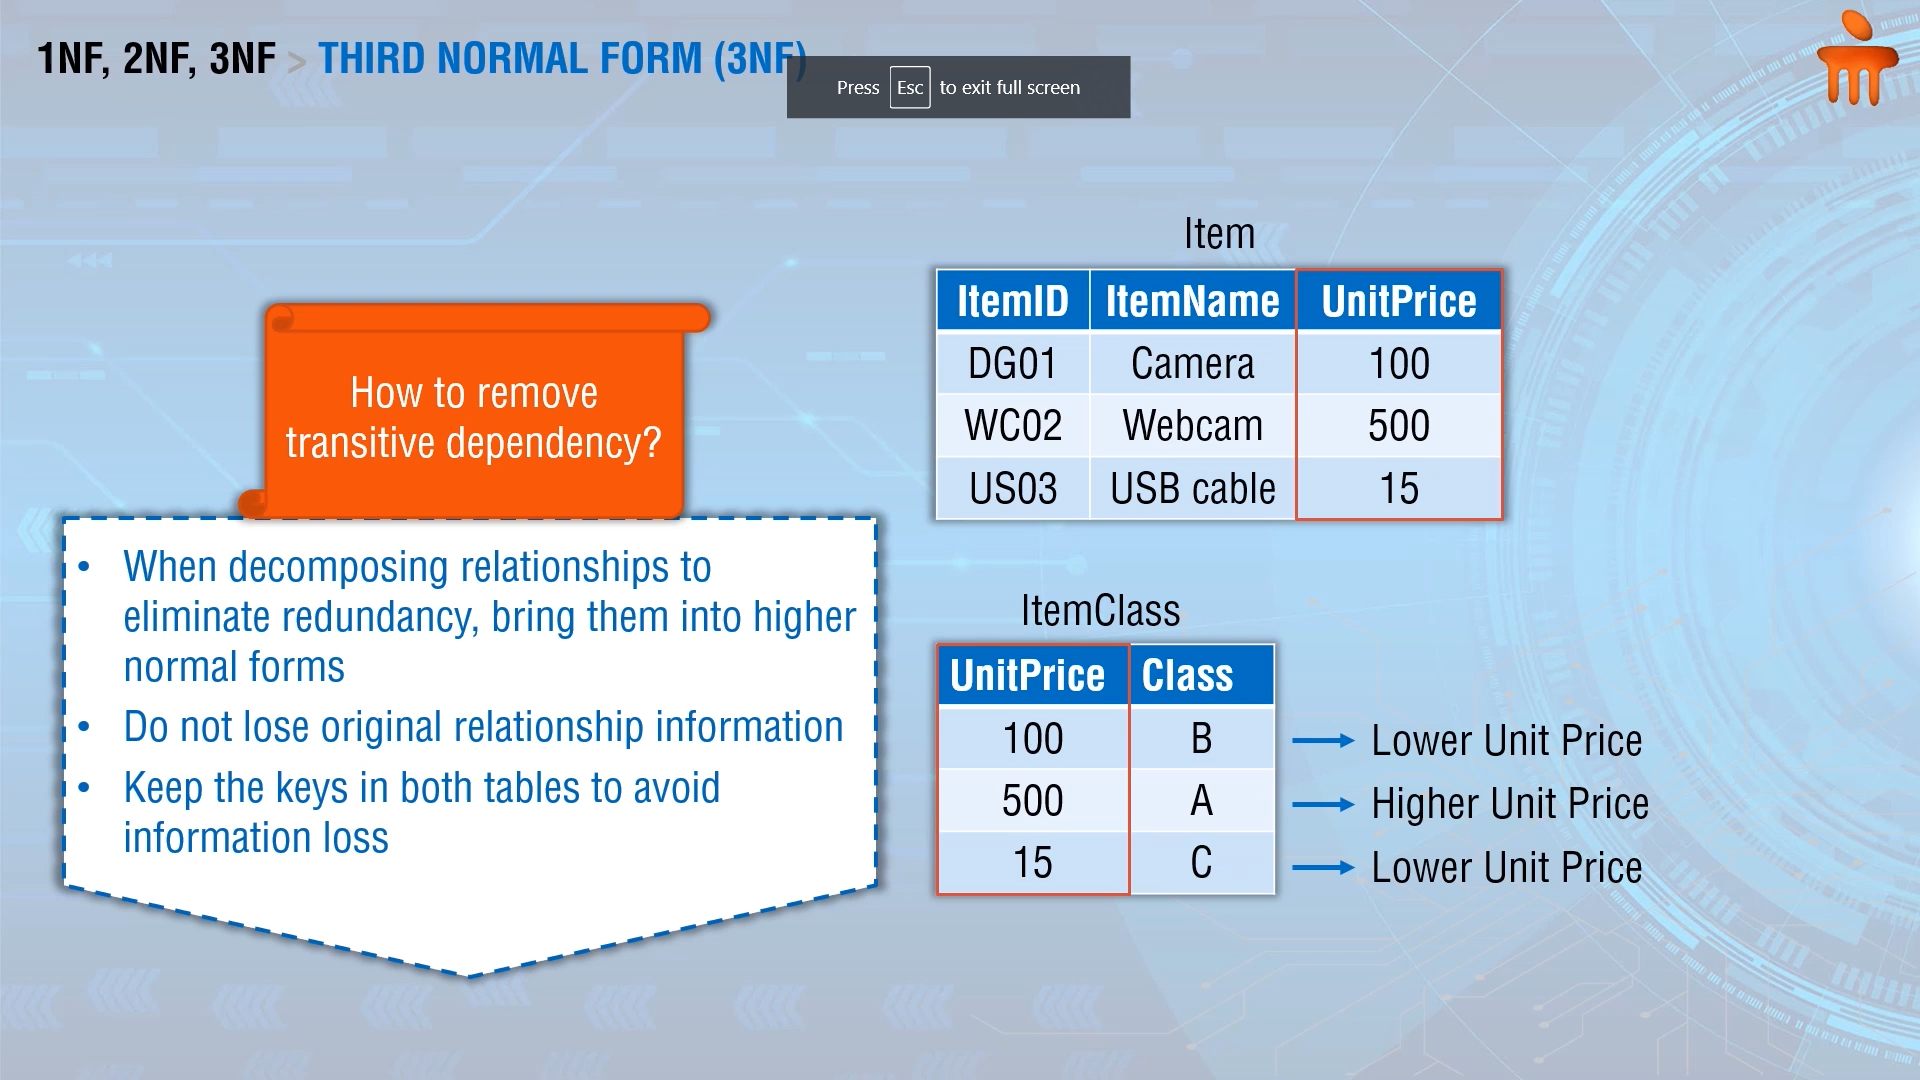 1NF, 2NF, 3NF > THIRD NORMAL FORM (3NF)
Press Esc to exit full screen
How to remove
transitive dependency?
• When decomposing relationships to
eliminate redundancy, bring them into higher
normal forms
• Do not lose original relationship information
• Keep the keys in both tables to avoid
information loss
Item
ItemID ItemName UnitPrice
DG01 Camera 100
WC02 Webcam 500
US03 USB cable 15
ItemClass
UnitPrice Class
100 B Lower Unit Price
500 A Higher Unit Price
15 C Lower Unit Price